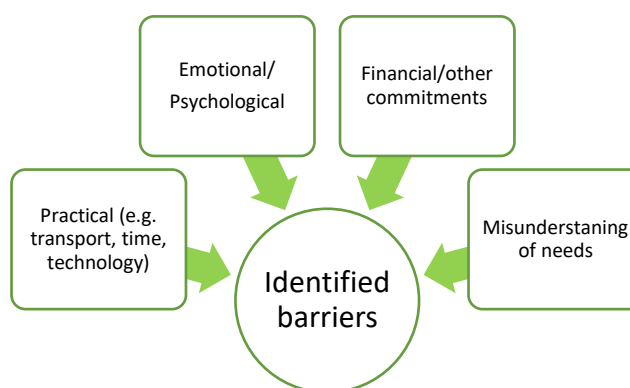 Emotional/
Psychological
Financial/other
commitments
Practical (e.g.
transport, time,
technology)
Misunderstaning
of needs
Identified
barriers